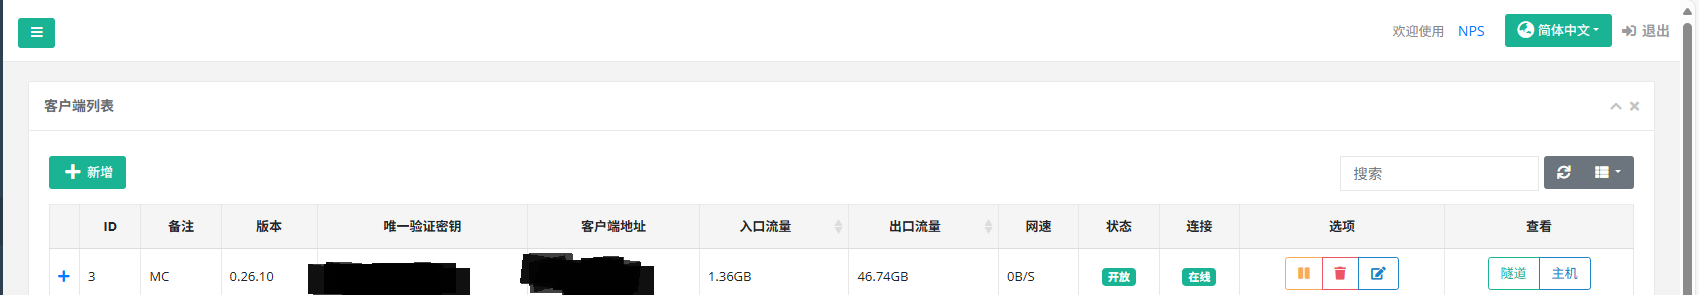 欢迎使用 NPS 简体中文 退出
客户端列表
新增
搜索
ID 备注 版本 唯一验证密钥 客户端地址 入口流量 出口流量 网速 状态 连接 选项 查看
3 MC 0.26.10 1.36GB 46.74GB 0B/S 开放 在线 隧道 主机